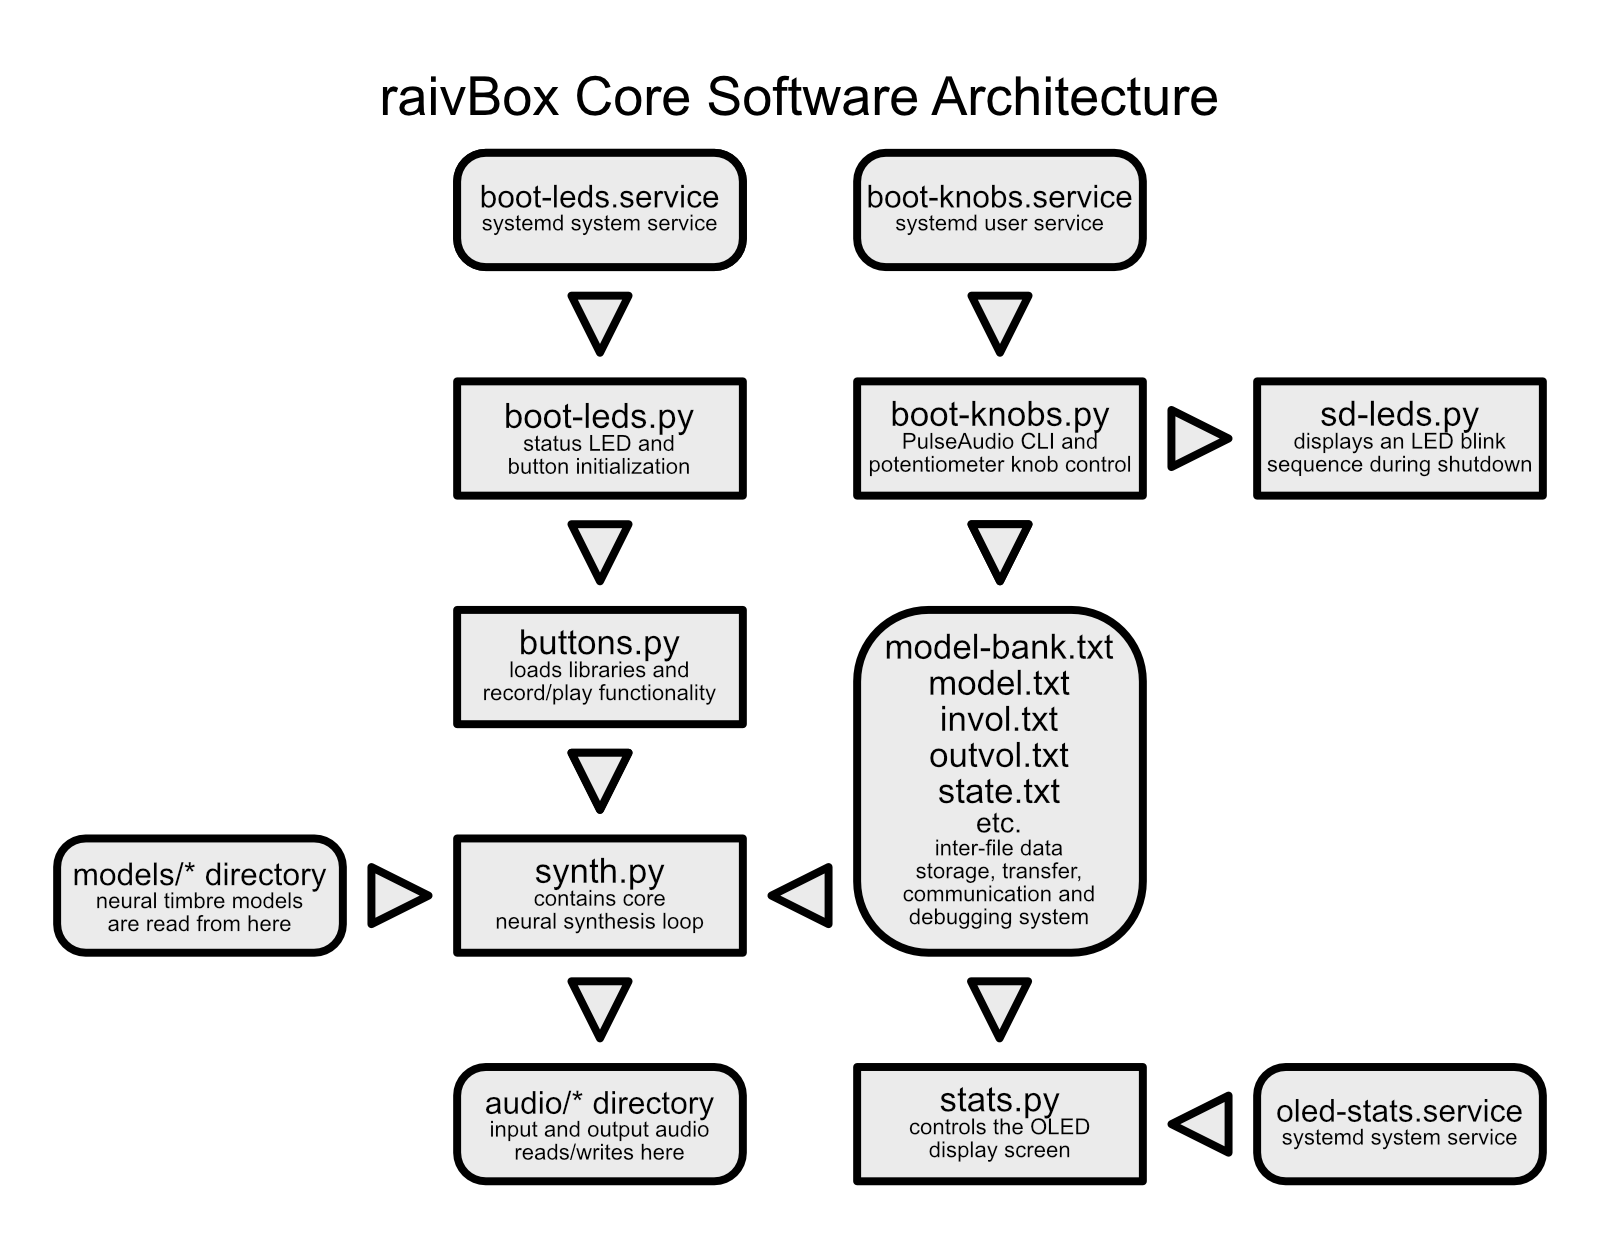 raivBox Core Software Architecture
boot-leds.service
systemd system service
boot-knobs.service
systemd user service
boot-leds.py
status LED and
button initialization
boot-knobs.py
PulseAudio CLI and
potentiometer knob control
sd-leds.py
displays an LED blink
sequence during shutdown
buttons.py
loads libraries and
record/play functionality
model-bank.txt
model.txt
invol.txt
outvol.txt
state.txt
etc.
inter-file data
storage, transfer,
communication and
debugging system
models/* directory
neural timbre models
are read from here
synth.py
contains core
neural synthesis loop
audio/* directory
input and output audio
reads/writes here
stats.py
controls the OLED
display screen
oled-stats.service
systemd system service